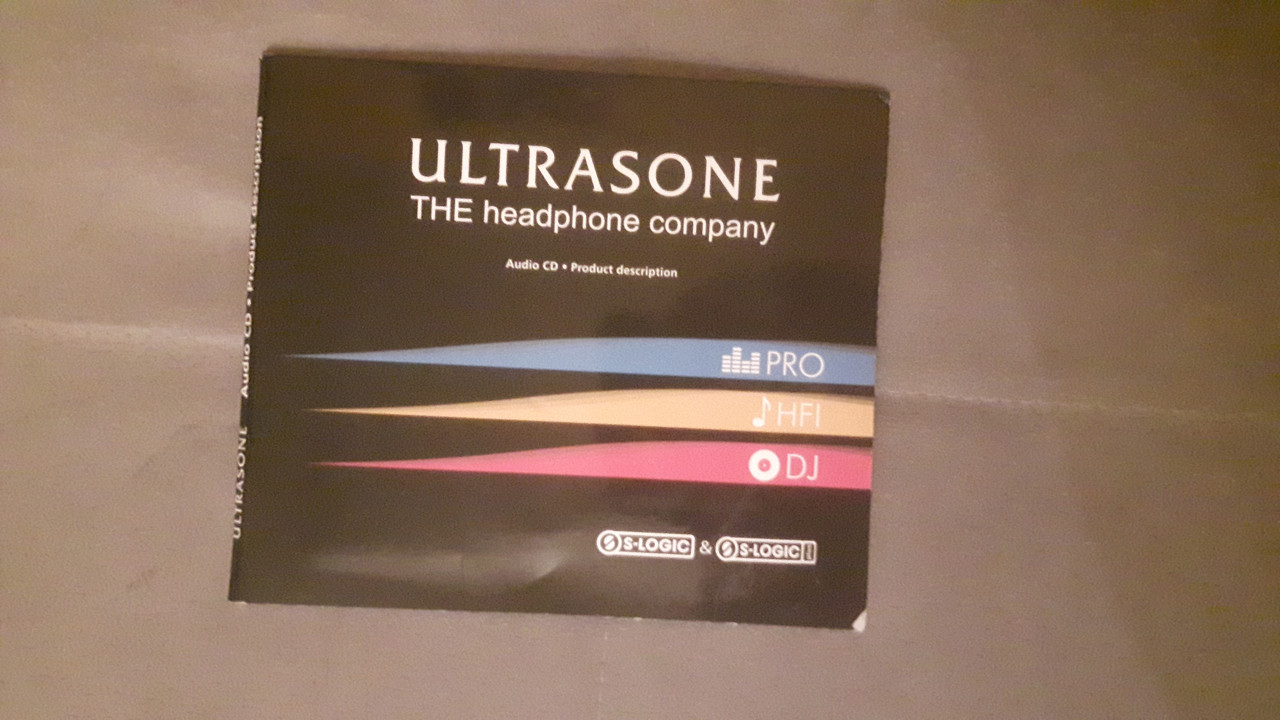 ULTRASONE
THE headphone company
Audio CD • Product description
PRO
HFI
DJ
S-LOGIC & S-LOGIC
ULTRASONE Audio CD • Product description